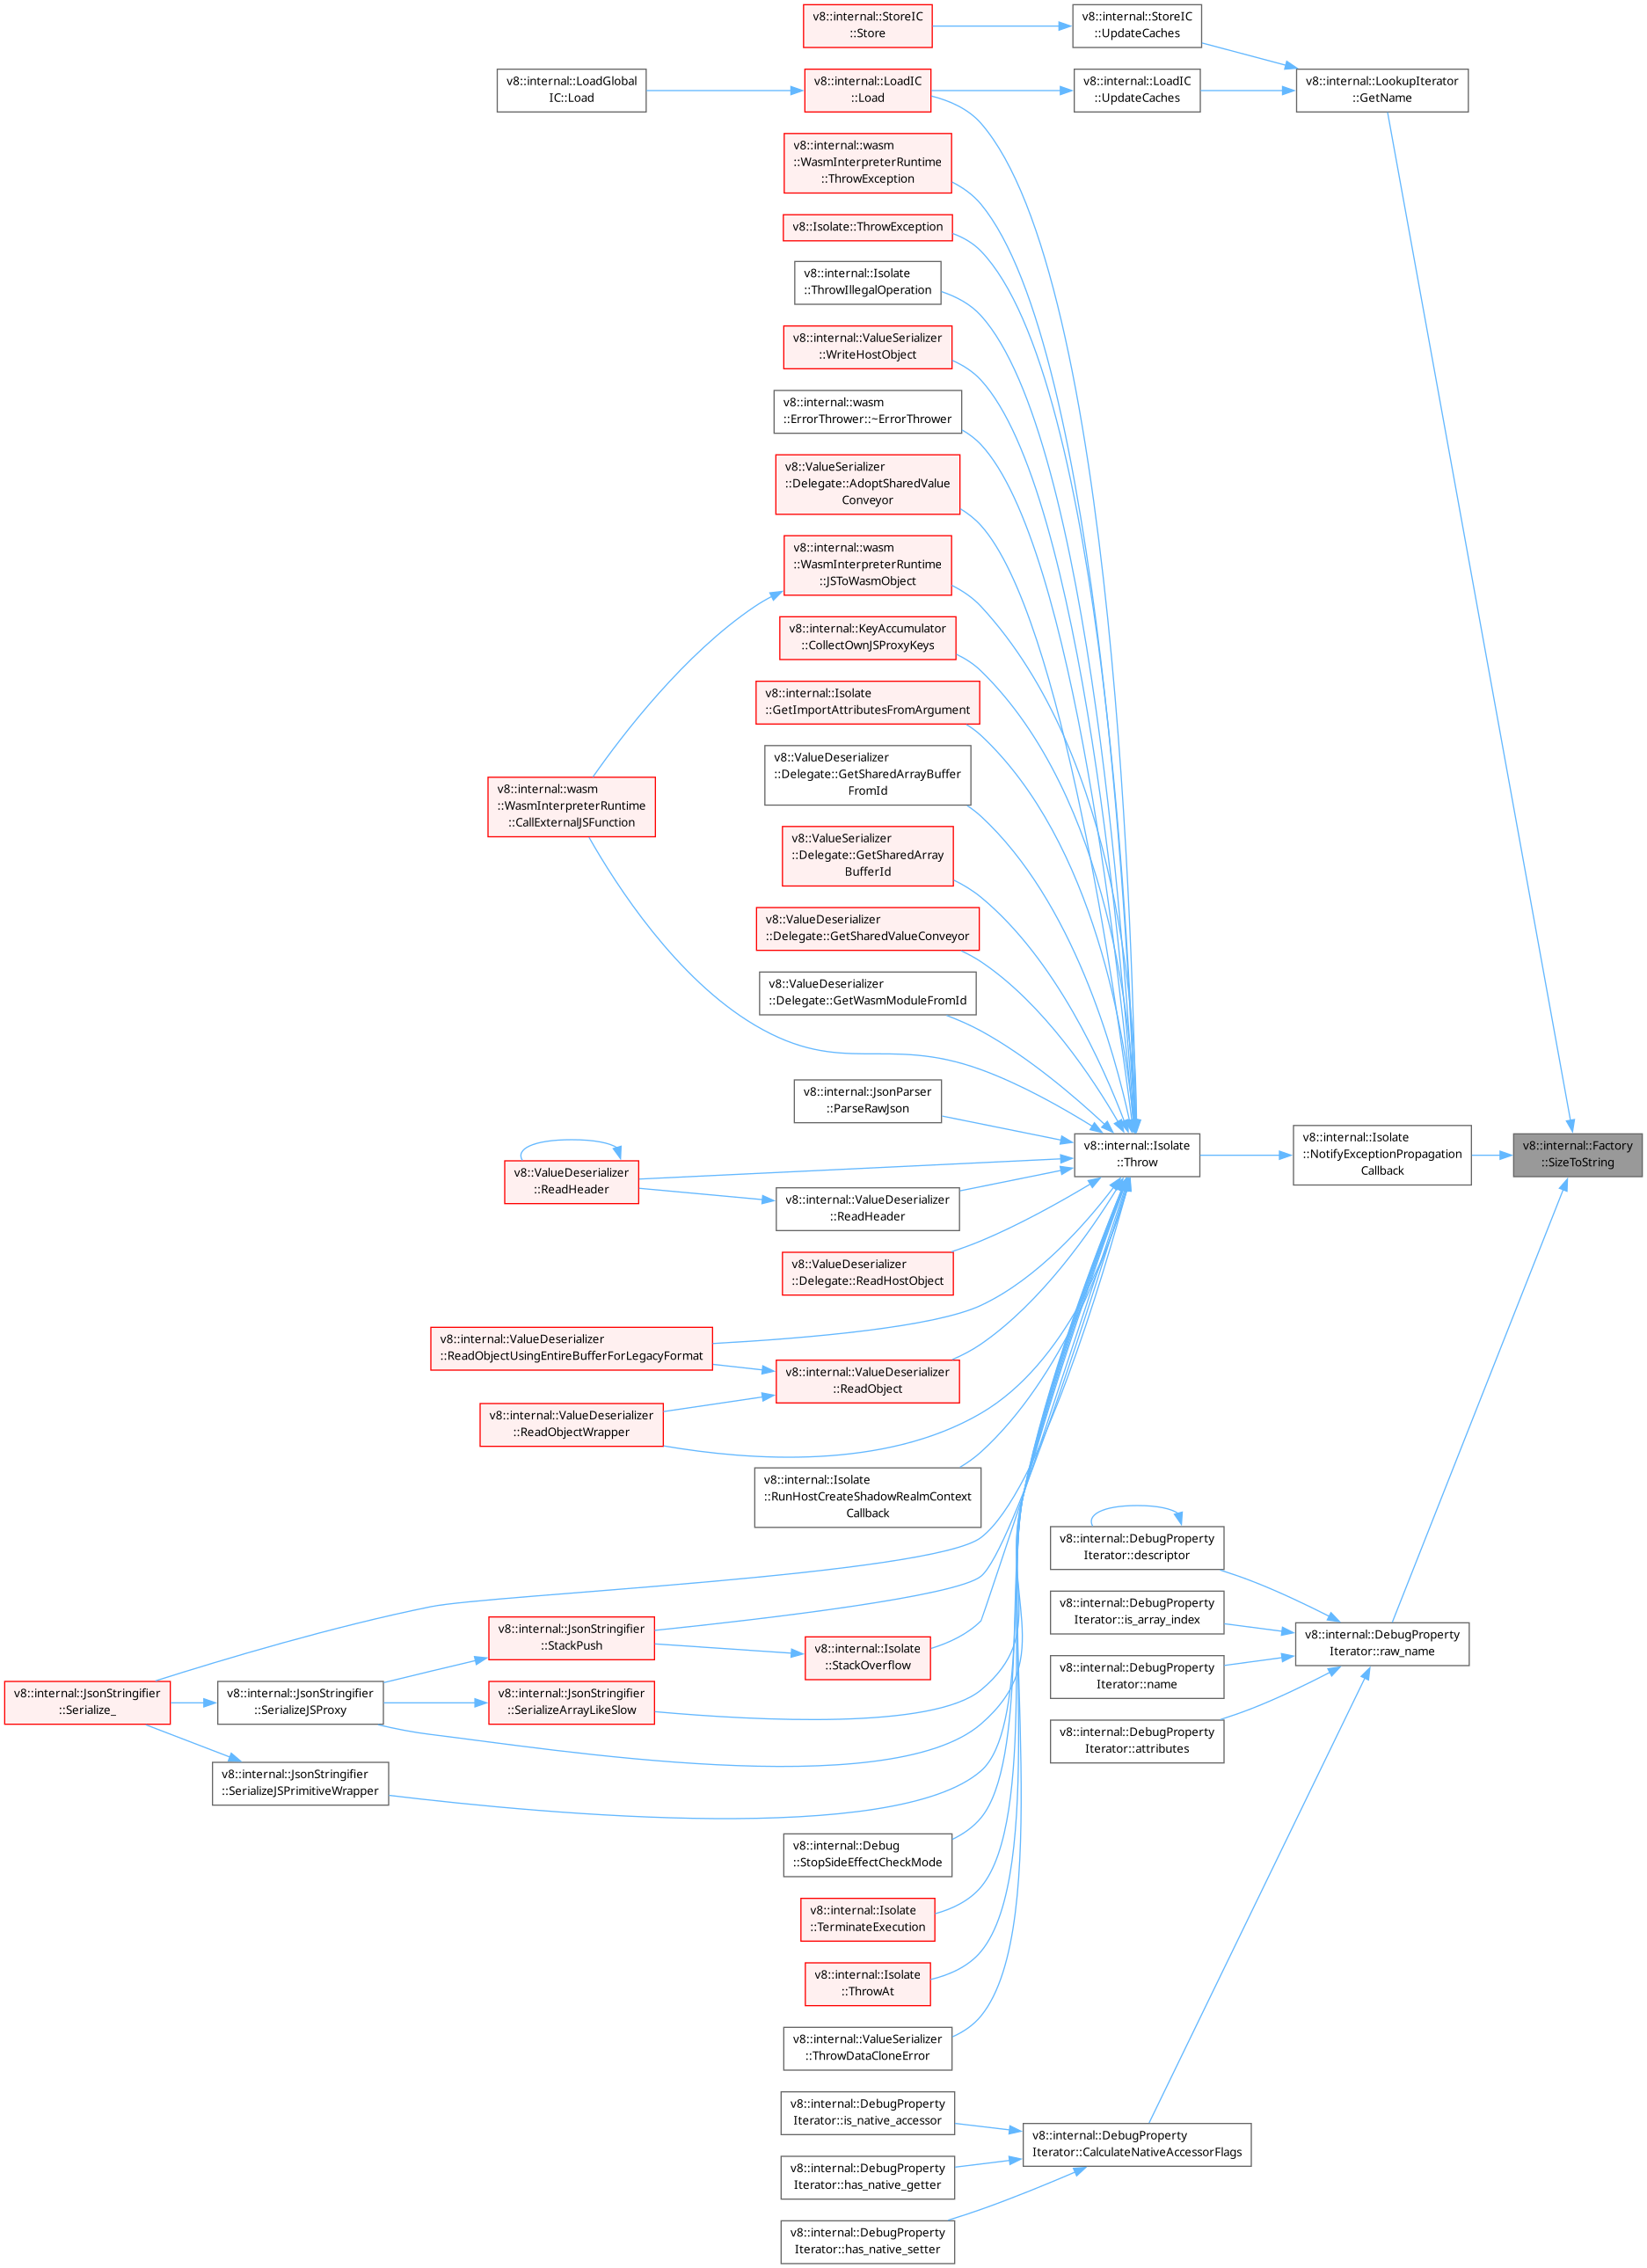 v8::internal::StoreIC
::Store
v8::internal::StoreIC
::UpdateCaches
v8::internal::LoadGlobal
IC::Load
v8::internal::LoadIC
::Load
v8::internal::LoadIC
::UpdateCaches
v8::internal::LookupIterator
::GetName
v8::internal::wasm
::WasmInterpreterRuntime
::ThrowException
v8::Isolate::ThrowException
v8::internal::Isolate
::ThrowIllegalOperation
v8::internal::ValueSerializer
::WriteHostObject
v8::internal::wasm
::ErrorThrower::~ErrorThrower
v8::ValueSerializer
::Delegate::AdoptSharedValue
Conveyor
v8::internal::wasm
::WasmInterpreterRuntime
::JSToWasmObject
v8::internal::KeyAccumulator
::CollectOwnJSProxyKeys
v8::internal::Isolate
::GetImportAttributesFromArgument
v8::ValueDeserializer
::Delegate::GetSharedArrayBuffer
FromId
v8::internal::wasm
::WasmInterpreterRuntime
::CallExternalJSFunction
v8::ValueSerializer
::Delegate::GetSharedArray
BufferId
v8::ValueDeserializer
::Delegate::GetSharedValueConveyor
v8::ValueDeserializer
::Delegate::GetWasmModuleFromId
v8::internal::JsonParser
::ParseRawJson
v8::internal::Isolate
::Throw
v8::internal::Isolate
::NotifyExceptionPropagation
Callback
v8::internal::Factory
::SizeToString
v8::ValueDeserializer
::ReadHeader
v8::internal::ValueDeserializer
::ReadHeader
v8::ValueDeserializer
::Delegate::ReadHostObject
v8::internal::ValueDeserializer
::ReadObjectUsingEntireBufferForLegacyFormat
v8::internal::ValueDeserializer
::ReadObject
v8::internal::ValueDeserializer
::ReadObjectWrapper
v8::internal::Isolate
::RunHostCreateShadowRealmContext
Callback
v8::internal::DebugProperty
Iterator::descriptor
v8::internal::DebugProperty
Iterator::is_array_index
v8::internal::JsonStringifier
::StackPush
v8::internal::Isolate
::StackOverflow
v8::internal::DebugProperty
Iterator::raw_name
v8::internal::DebugProperty
Iterator::name
v8::internal::JsonStringifier
::Serialize_
v8::internal::JsonStringifier
::SerializeJSProxy
v8::internal::JsonStringifier
::SerializeArrayLikeSlow
v8::internal::DebugProperty
Iterator::attributes
v8::internal::JsonStringifier
::SerializeJSPrimitiveWrapper
v8::internal::Debug
::StopSideEffectCheckMode
v8::internal::Isolate
::TerminateExecution
v8::internal::Isolate
::ThrowAt
v8::internal::ValueSerializer
::ThrowDataCloneError
v8::internal::DebugProperty
Iterator::is_native_accessor
v8::internal::DebugProperty
Iterator::CalculateNativeAccessorFlags
v8::internal::DebugProperty
Iterator::has_native_getter
v8::internal::DebugProperty
Iterator::has_native_setter